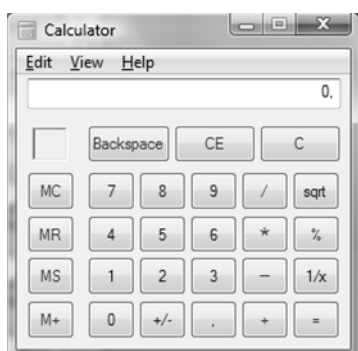 Calculator
Edit View Help
0,
Backspace CE C
MC 7 8 9 / sqrt
MR 4 5 6 * %
MS 1 2 3 − 1/x
M+ 0 +/- , + =